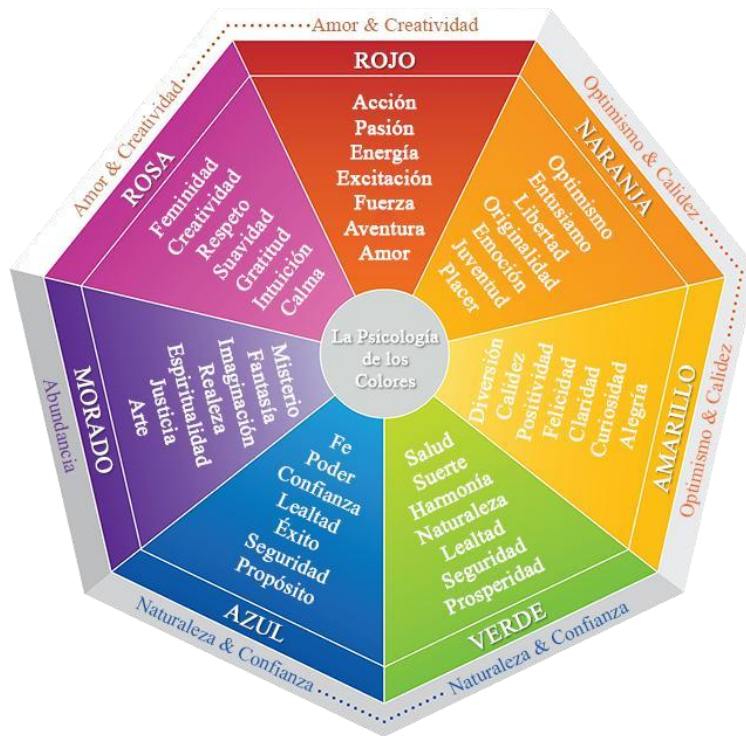 La Psicología
de los
Colores
Amor & Creatividad
ROJO
Acción
Pasión
Energía
Excitación
Fuerza
Aventura
Amor
Optimismo & Calidez
NARANJA
Optimismo
Entusiamo
Libertad
Originalidad
Emoción
Juventud
Placer
Optimismo & Calidez
AMARILLO
Diversión
Calidez
Positividad
Felicidad
Claridad
Curiosidad
Alegría
Naturaleza & Confianza
VERDE
Salud
Suerte
Harmonía
Naturaleza
Lealtad
Seguridad
Prosperidad
Naturaleza & Confianza
AZUL
Fe
Poder
Confianza
Lealtad
Éxito
Seguridad
Propósito
Abundancia
MORADO
Misterio
Fantasía
Imaginación
Realeza
Espiritualidad
Justicia
Arte
Amor & Creatividad
ROSA
Feminidad
Creatividad
Respeto
Suavidad
Gratitud
Intuición
Calma